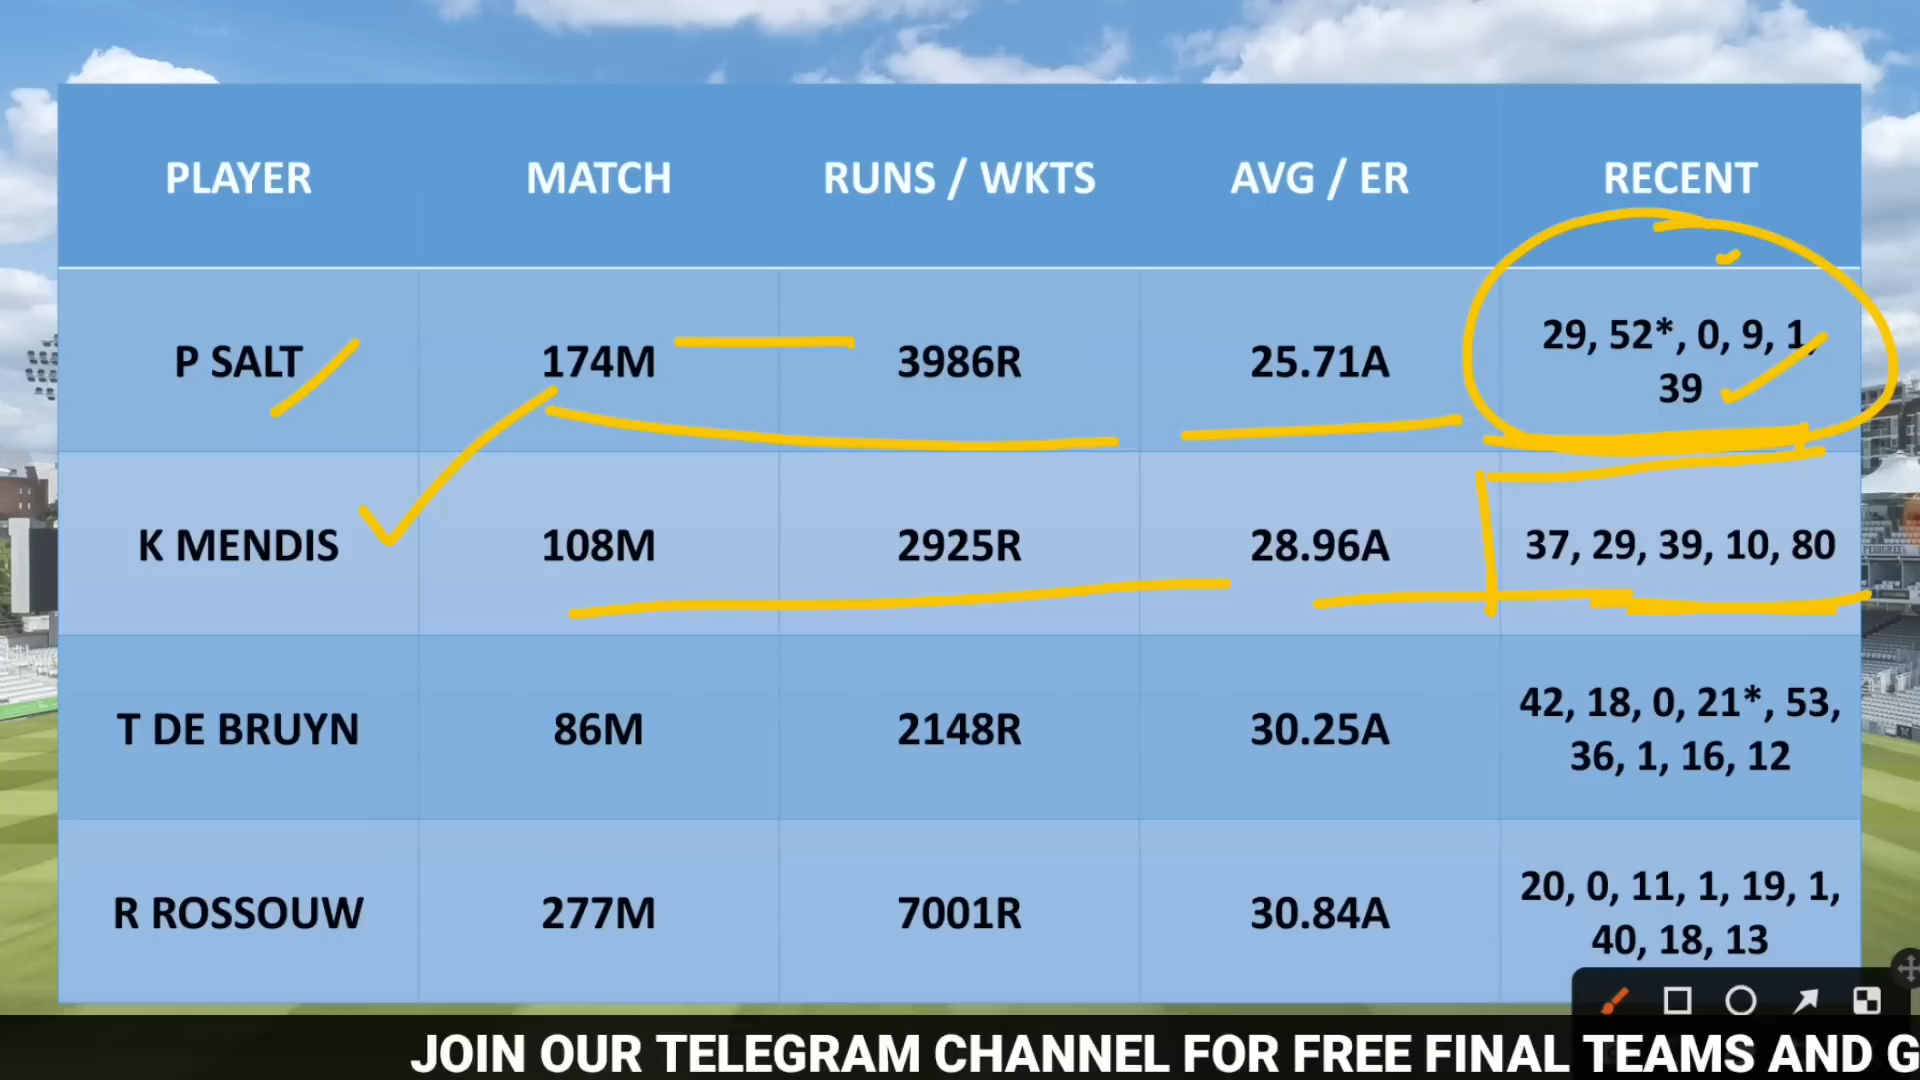 PLAYER MATCH RUNS / WKTS AVG / ER RECENT
P SALT 174M 3986R 25.71A 29, 52*, 0, 9, 1,
39
K MENDIS 108M 2925R 28.96A 37, 29, 39, 10, 80
T DE BRUYN 86M 2148R 30.25A 42, 18, 0, 21*, 53,
36, 1, 16, 12
R ROSSOUW 277M 7001R 30.84A 20, 0, 11, 1, 19, 1,
40, 18, 13
JOIN OUR TELEGRAM CHANNEL FOR FREE FINAL TEAMS AND G